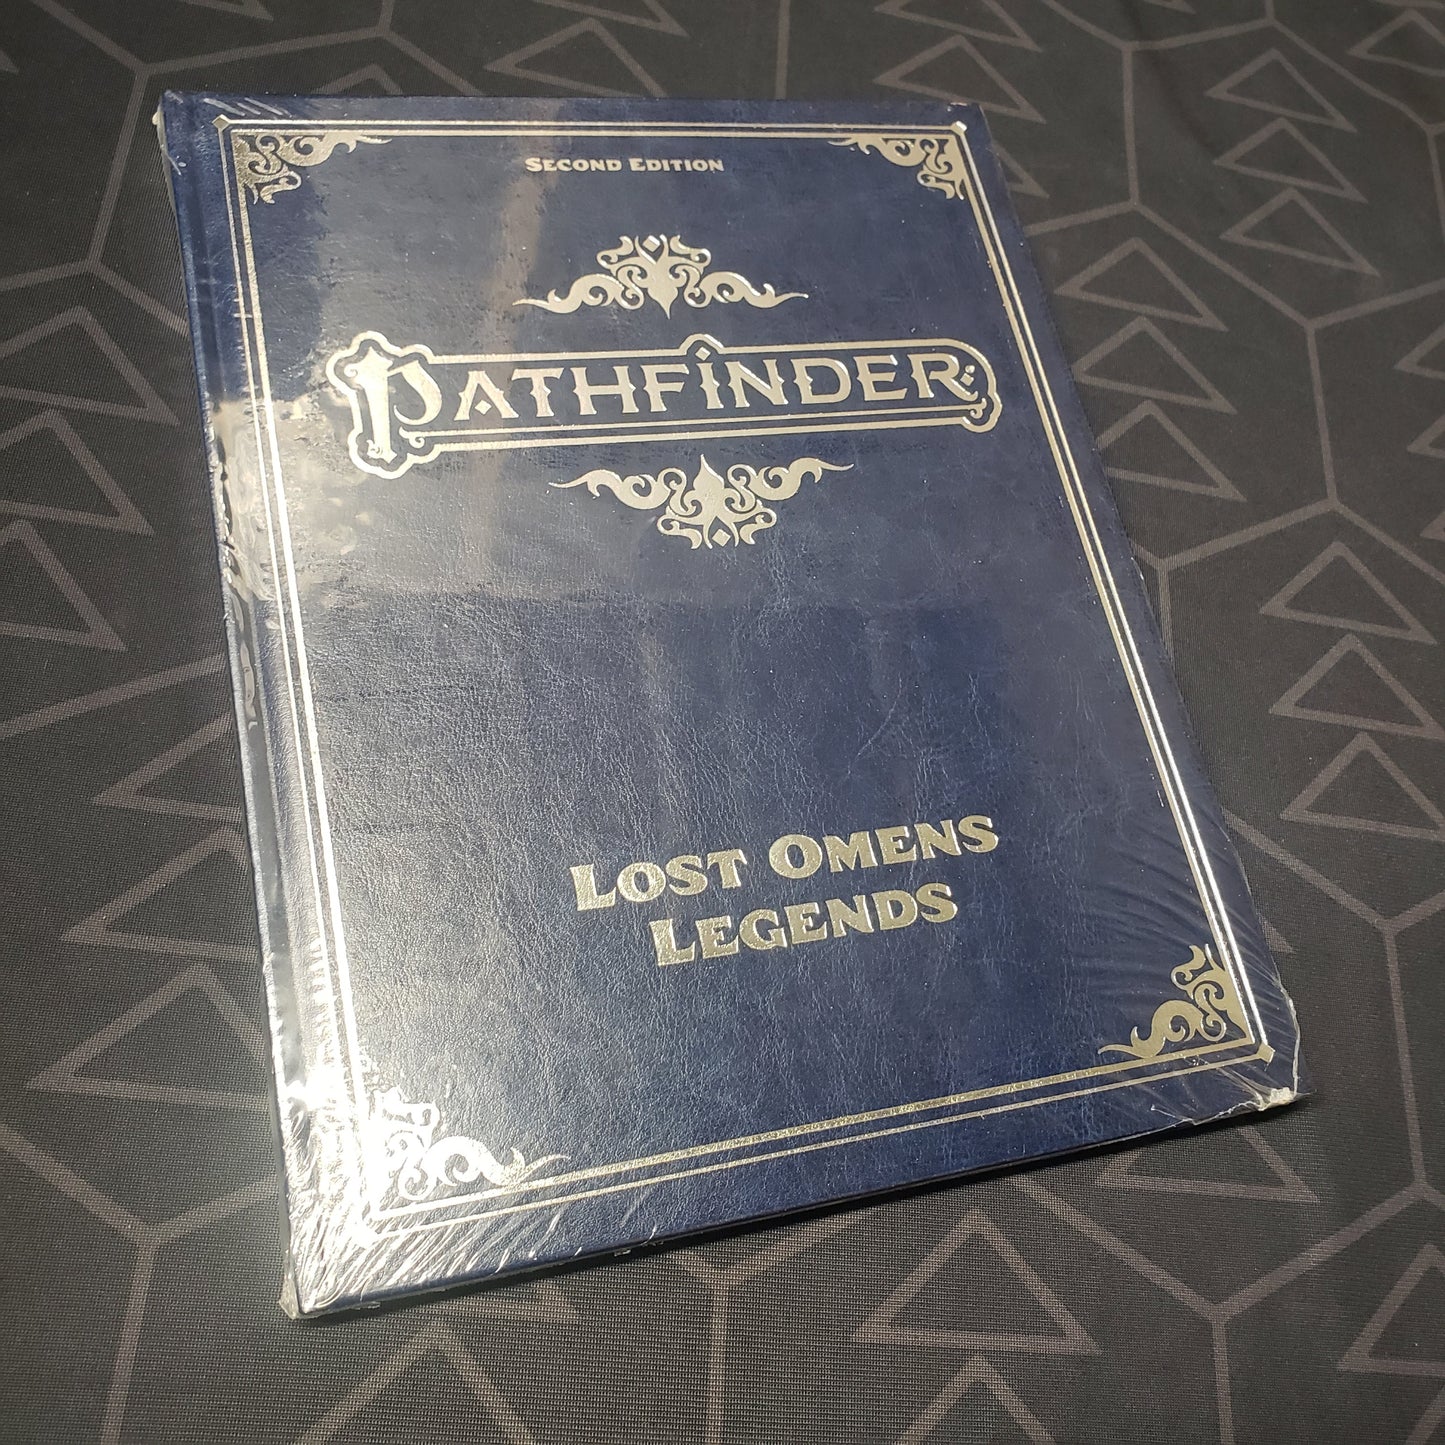 Second Edition
Pathfinder
Lost Omens
Legends